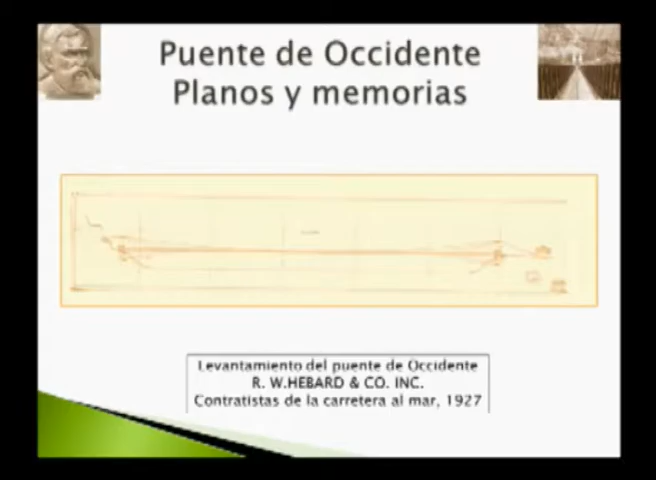 Puente de Occidente
Planos y memorias
Levantamiento del puente de Occidente
R. W.HEBARD & CO. INC.
Contratistas de la carretera al mar, 1927